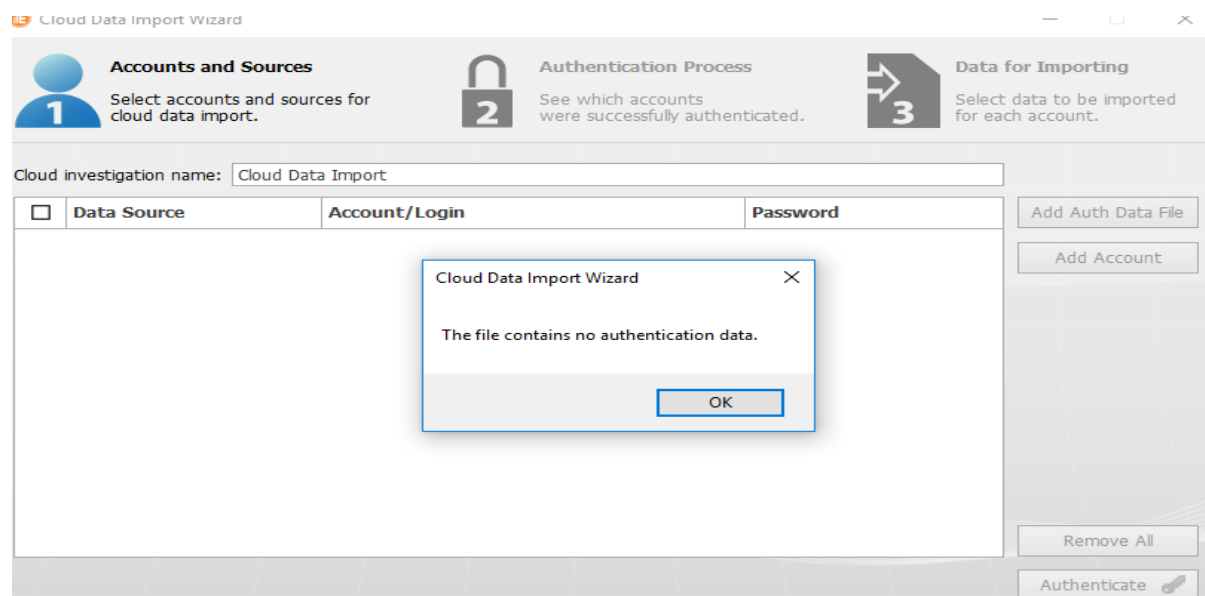 Cloud Data Import Wizard
Accounts and Sources
Select accounts and sources for
cloud data import.
1
Authentication Process
See which accounts
were successfully authenticated.
2
Data for Importing
Select data to be imported
for each account.
3
Cloud investigation name: Cloud Data Import
Data Source Account/Login Password
Add Auth Data File
Add Account
Cloud Data Import Wizard
The file contains no authentication data.
OK
Remove All
Authenticate